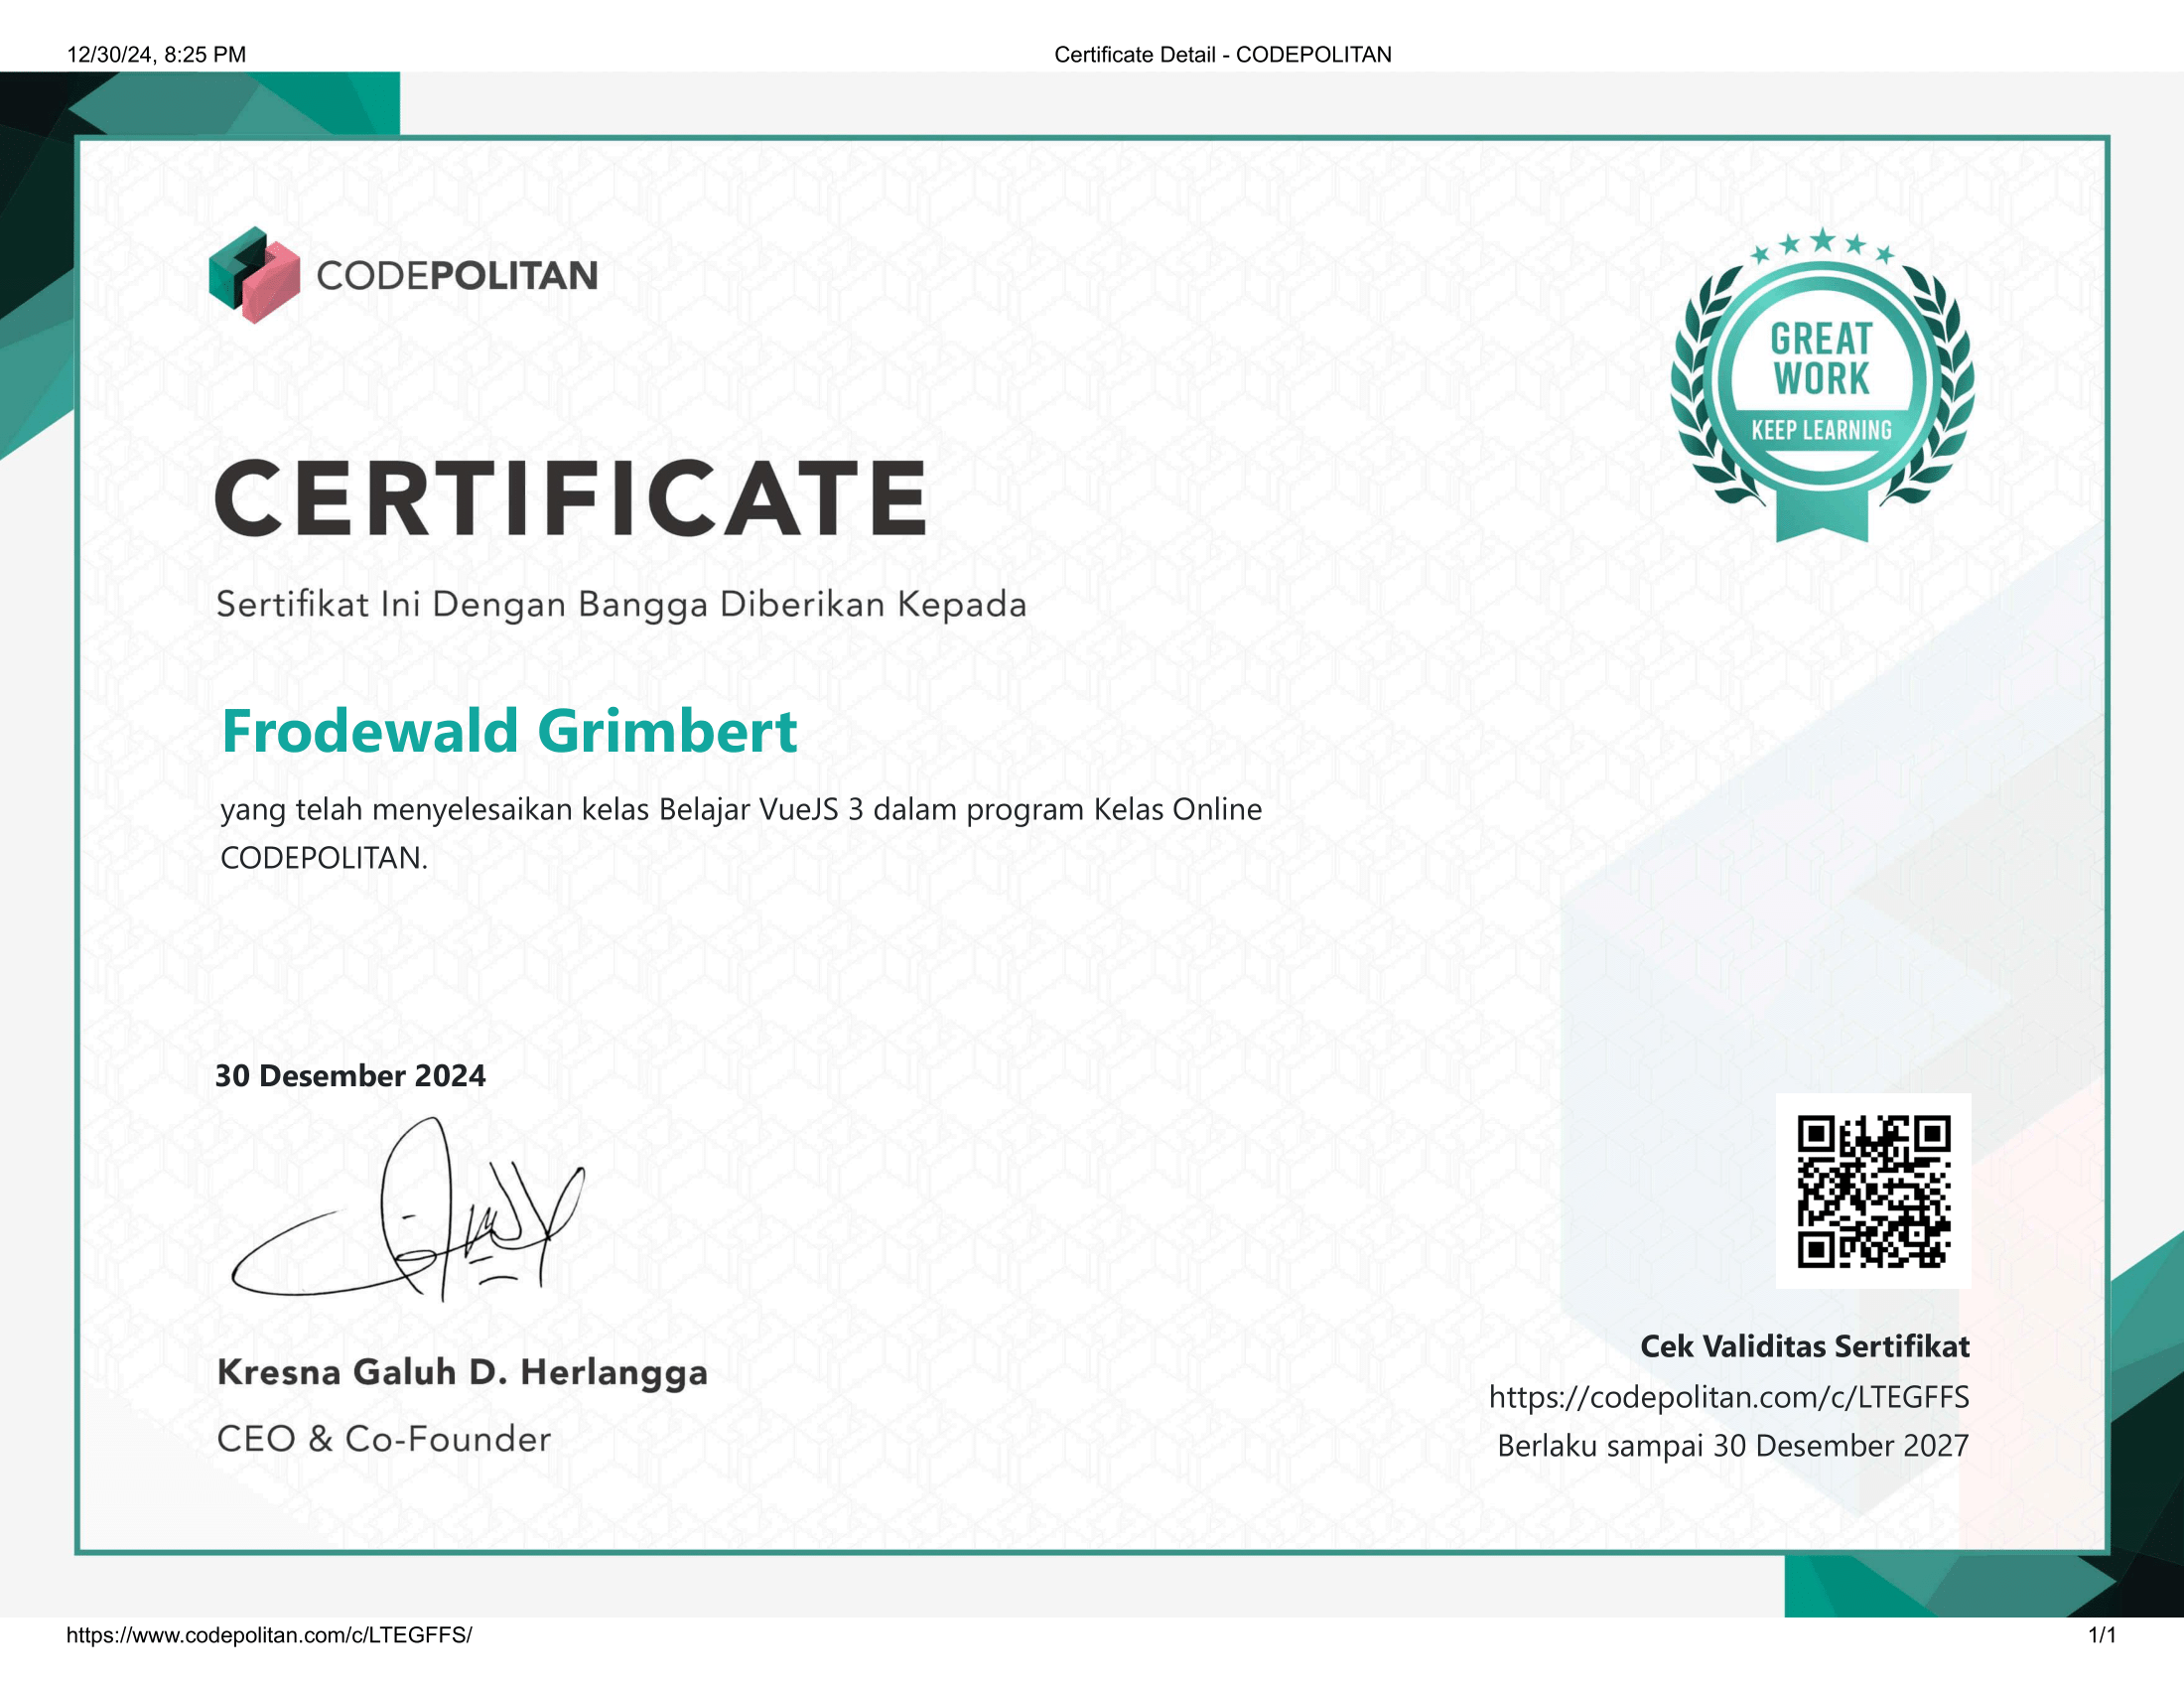 12/30/24, 8:25 PM
Certificate Detail - CODEPOLITAN
CODEPOLITAN
GREAT
WORK
KEEP LEARNING
CERTIFICATE
Sertifikat Ini Dengan Bangga Diberikan Kepada
Frodewald Grimbert
yang telah menyelesaikan kelas Belajar VueJS 3 dalam program Kelas Online
CODEPOLITAN.
30 Desember 2024
Kresna Galuh D. Herlangga
CEO & Co-Founder
Cek Validitas Sertifikat
https://codepolitan.com/c/LTEGFFS
Berlaku sampai 30 Desember 2027
https://www.codepolitan.com/c/LTEGFFS/
1/1